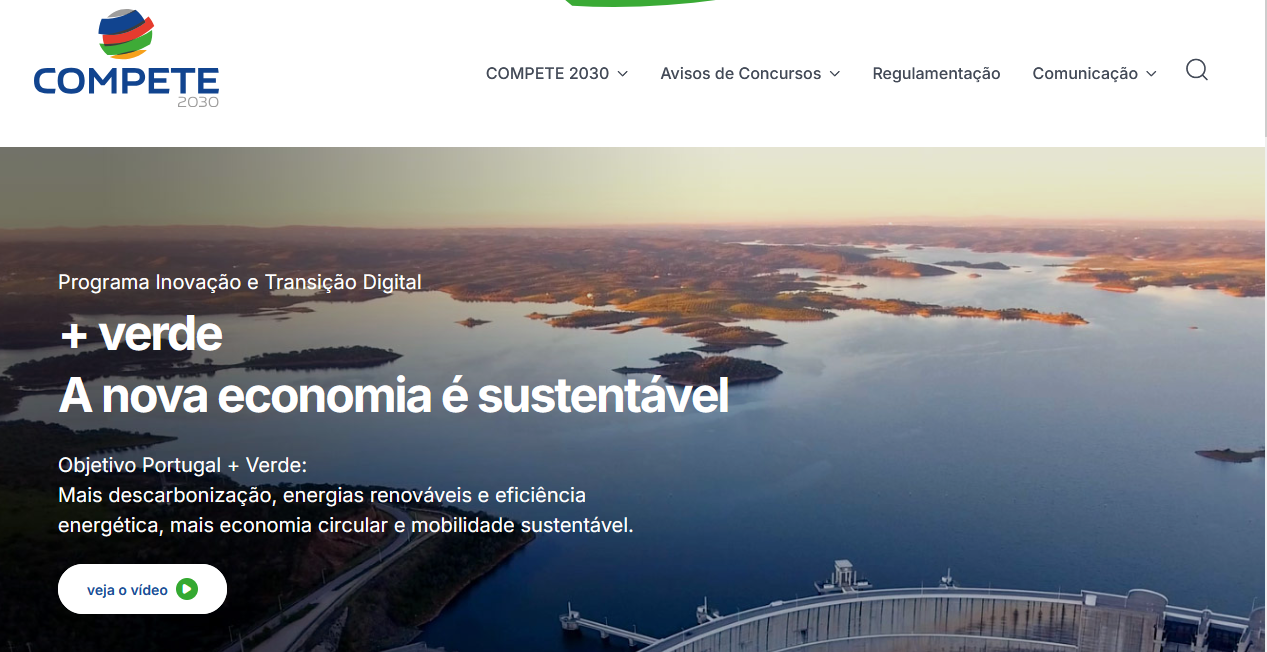 COMPETE
2030
COMPETE 2030
Avisos de Concursos
Regulamentação
Comunicação
Programa Inovação e Transição Digital
+ verde
A nova economia é sustentável
Objetivo Portugal + Verde:
Mais descarbonização, energias renováveis e eficiência
energética, mais economia circular e mobilidade sustentável.
veja o vídeo